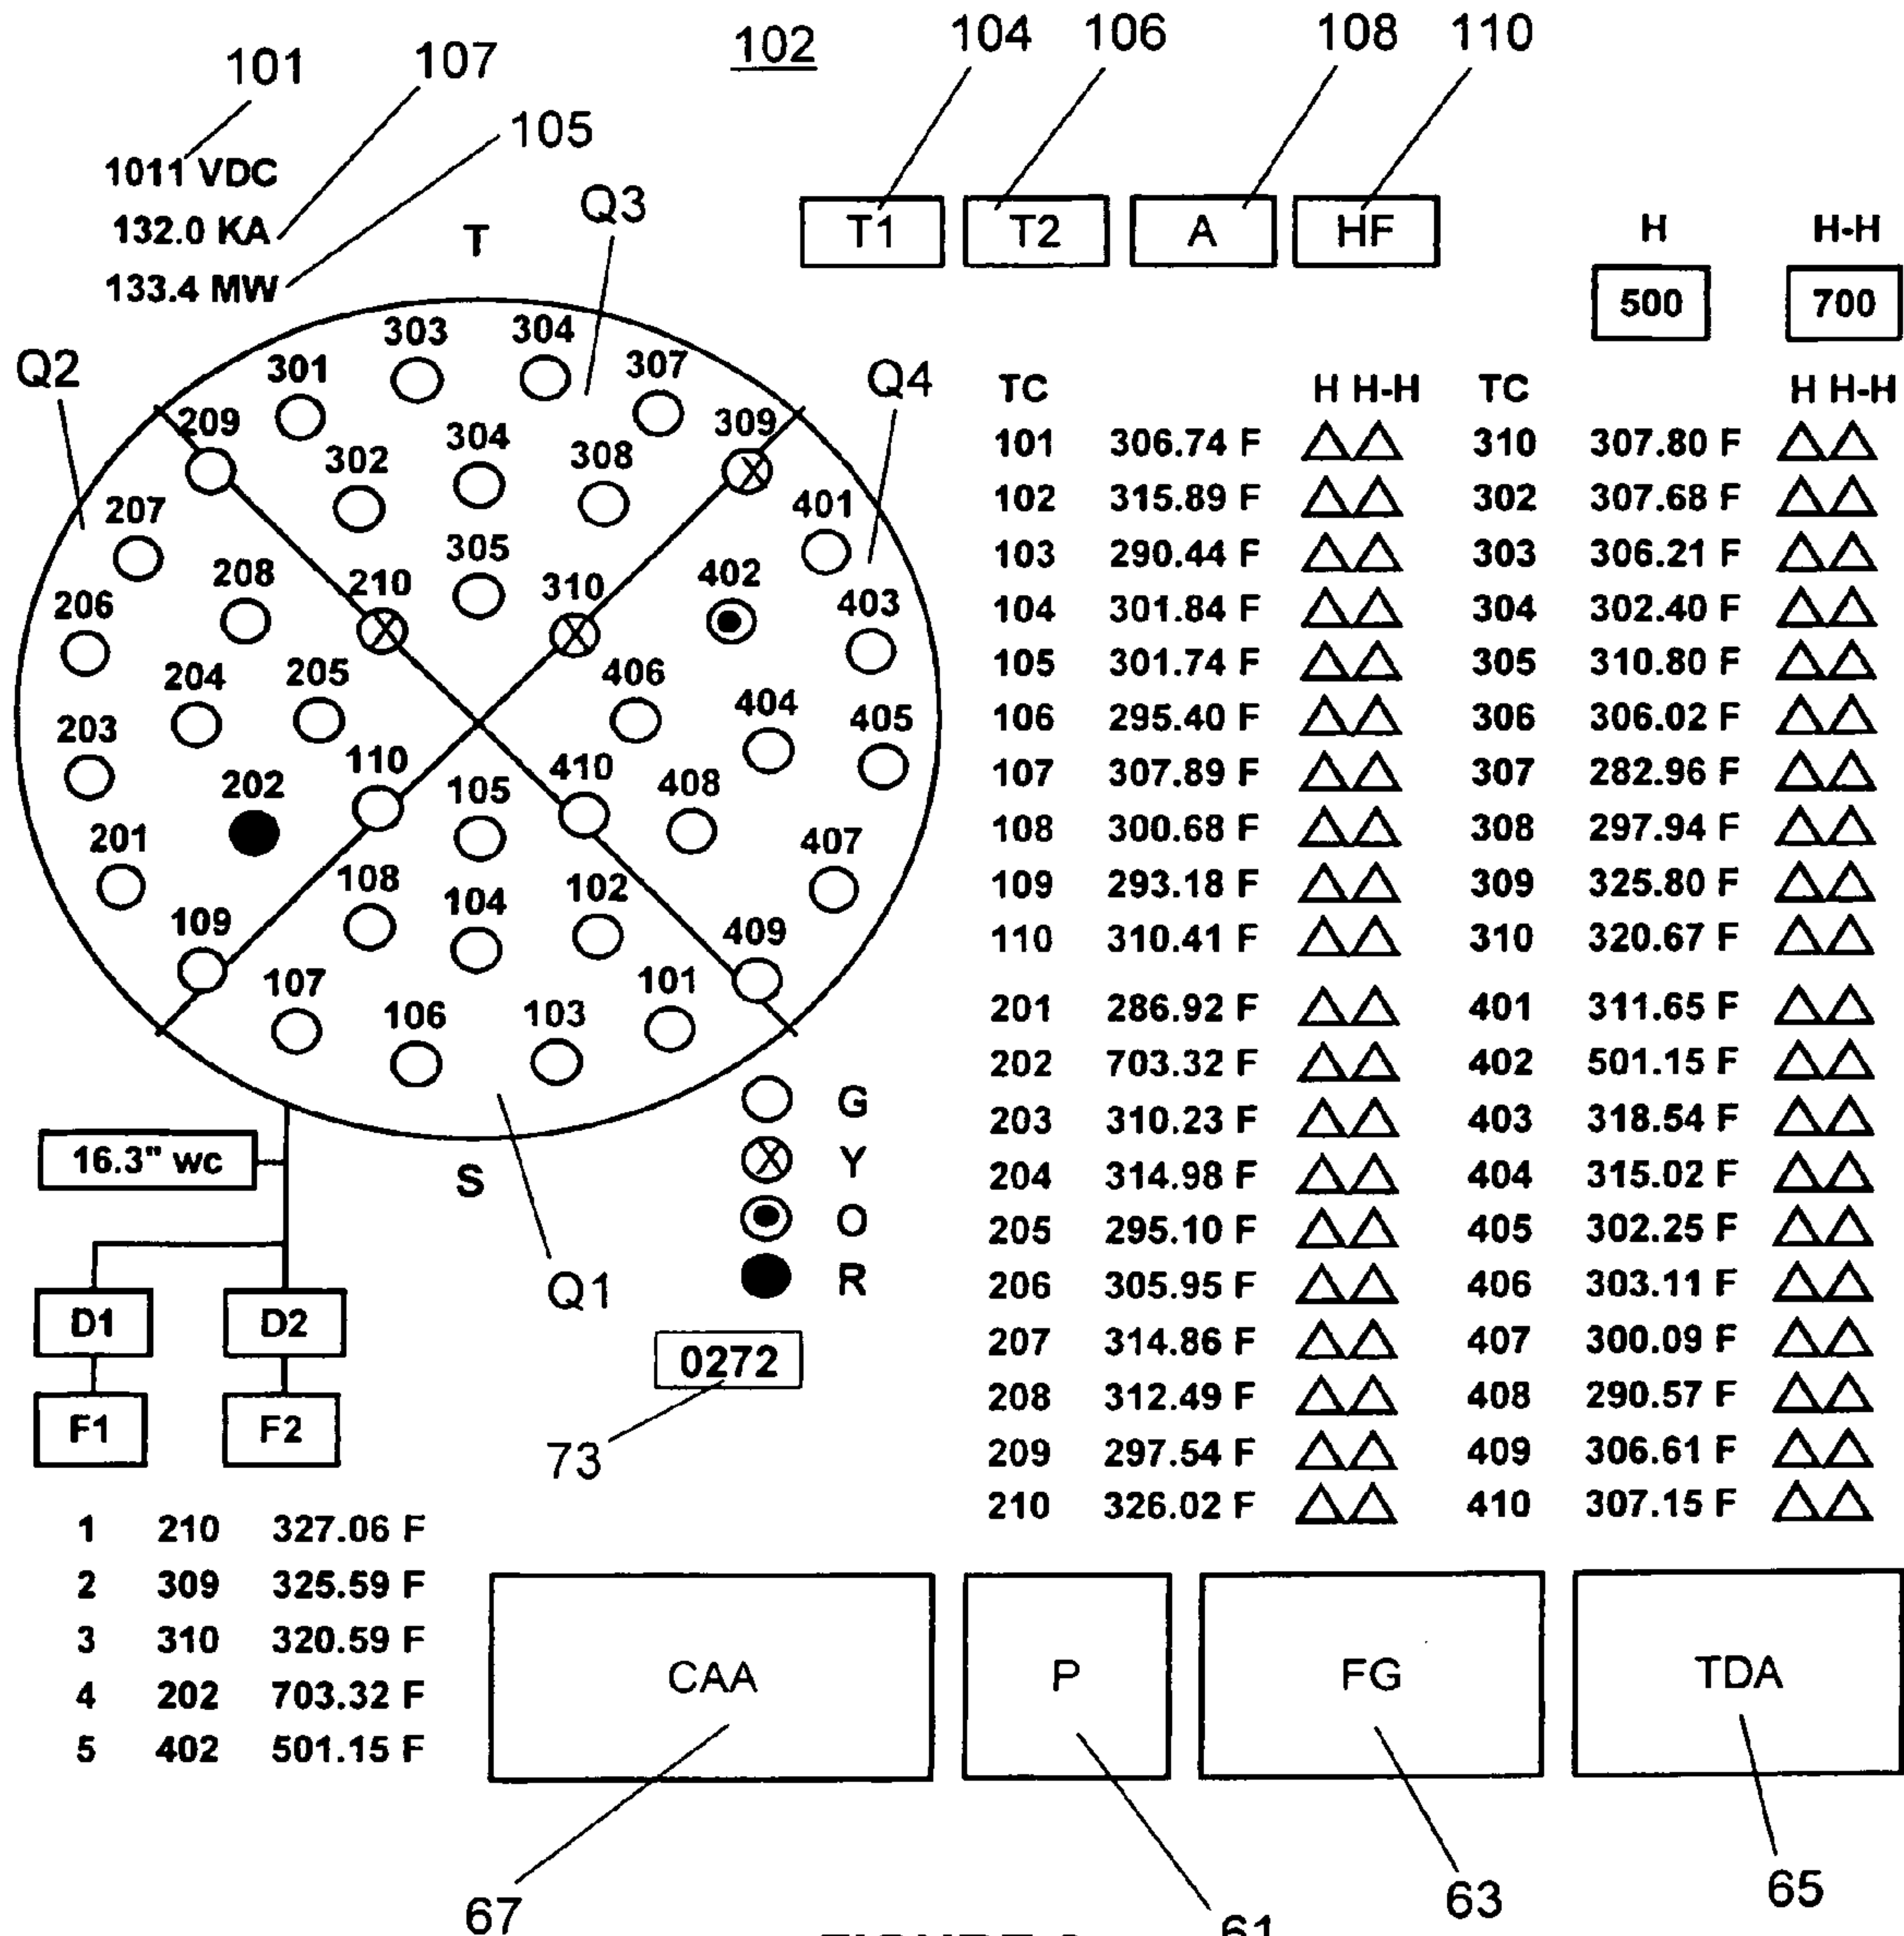 101
107
102
104
106
108
110
105
1011 VDC
132.0 KA
133.4 MW
T
Q3
T1
T2
A
HF
H
H-H
500
700
Q2
Q4
301
303
304
307
209
302
304
308
309
207
208
210
305
310
402
401
206
403
204
205
406
404
405
203
202
110
105
410
408
201
407
108
104
102
109
409
107
106
103
101
G
Y
O
R
16.3" wc
S
Q1
D1
D2
F1
F2
0272
73
TC H H-H TC H H-H
101 306.74 F 310 307.80 F
102 315.89 F 302 307.68 F
103 290.44 F 303 306.21 F
104 301.84 F 304 302.40 F
105 301.74 F 305 310.80 F
106 295.40 F 306 306.02 F
107 307.89 F 307 282.96 F
108 300.68 F 308 297.94 F
109 293.18 F 309 325.80 F
110 310.41 F 310 320.67 F
201 286.92 F 401 311.65 F
202 703.32 F 402 501.15 F
203 310.23 F 403 318.54 F
204 314.98 F 404 315.02 F
205 295.10 F 405 302.25 F
206 305.95 F 406 303.11 F
207 314.86 F 407 300.09 F
208 312.49 F 408 290.57 F
209 297.54 F 409 306.61 F
210 326.02 F 410 307.15 F
1 210 327.06 F
2 309 325.59 F
3 310 320.59 F
4 202 703.32 F
5 402 501.15 F
CAA
P
FG
TDA
67
61
63
65